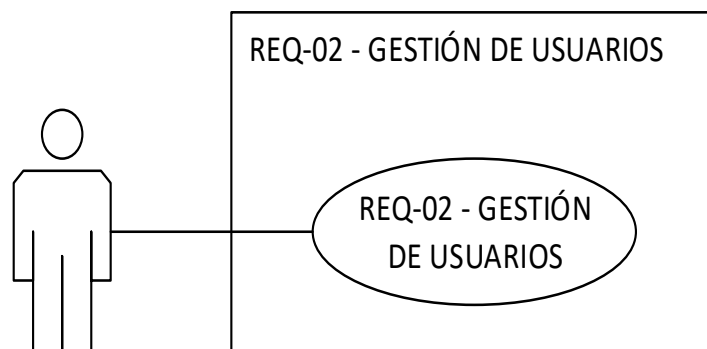 REQ-02 - GESTIÓN DE USUARIOS
REQ-02 - GESTIÓN
DE USUARIOS